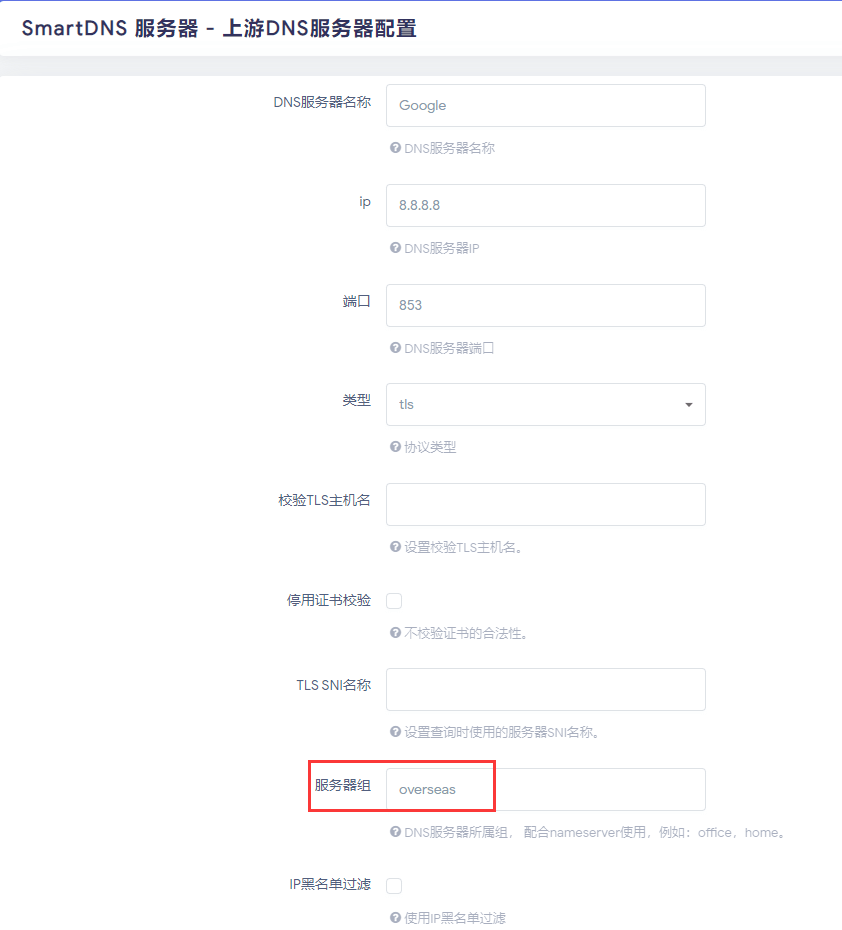 SmartDNS 服务器 - 上游DNS服务器配置
DNS服务器名称
Google
DNS服务器名称
ip
8.8.8.8
DNS服务器IP
端口
853
DNS服务器端口
类型
tls
协议类型
校验TLS主机名
设置校验TLS主机名。
停用证书校验
不校验证书的合法性。
TLS SNI名称
设置查询时使用的服务器SNI名称。
服务器组
overseas
DNS服务器所属组， 配合nameserver使用，例如：office，home。
IP黑名单过滤
使用IP黑名单过滤